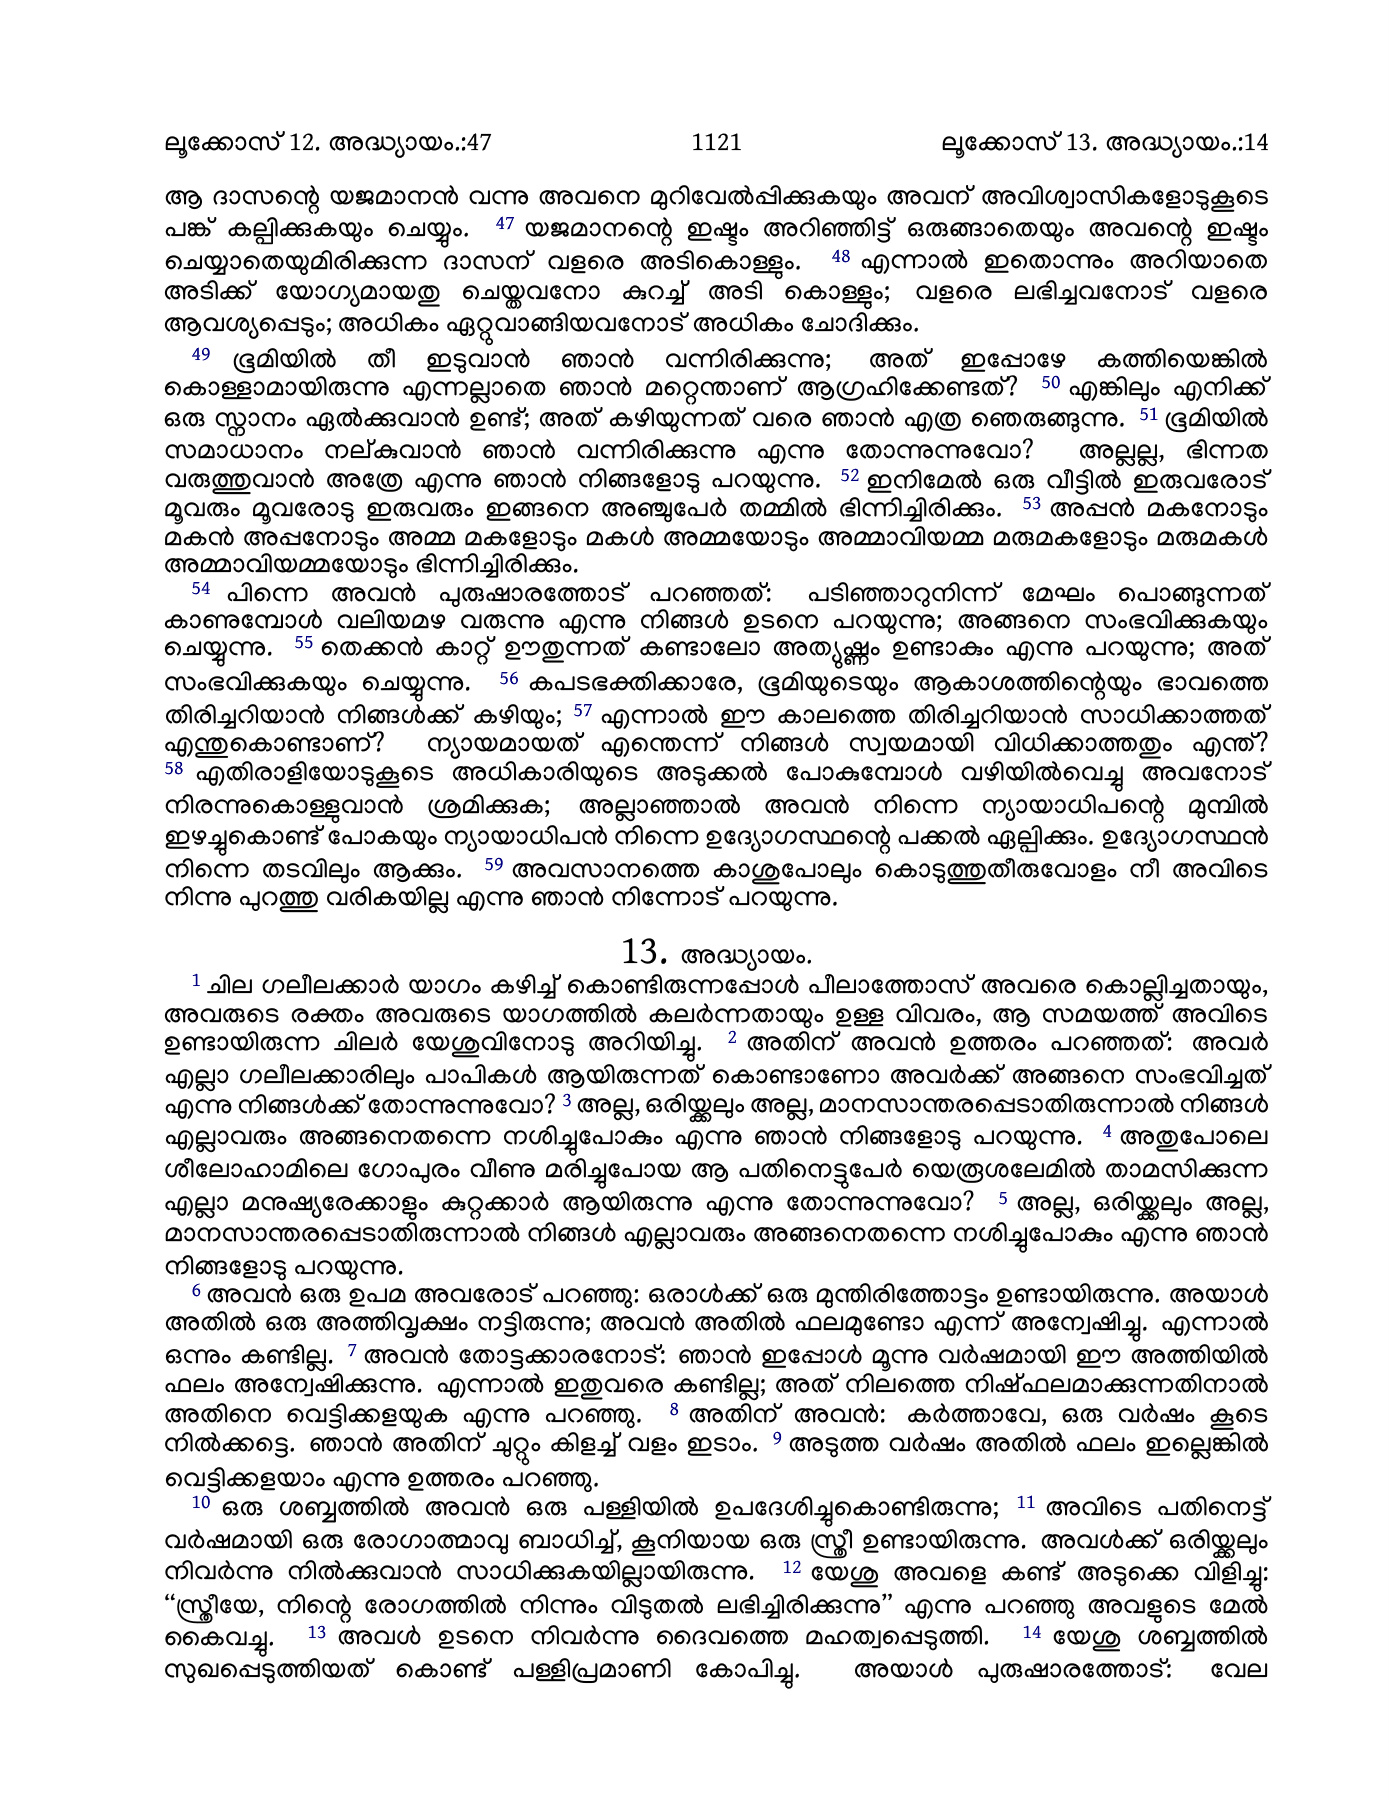 ലൂക്കോസ് 12. അദ്ധ്യായം.:47 1121 ലൂക്കോസ് 13. അദ്ധ്യായം.:14
ആ ദാസന്റെ യജമാനൻ വന്നു അവനെ മുറിവേൽപ്പിക്കുകയും അവന് അവിശ്വാസികളോടുകൂടെ
പങ്ക് കല്പിക്കുകയും ചെയ്യും. 47 യജമാനന്റെ ഇഷ്ടം അറിഞ്ഞിട്ട് ഒരുങ്ങാതെയും അവന്റെ ഇഷ്ടം
ചെയ്യാതെയുമിരിക്കുന്ന ദാസന് വളരെ അടികൊള്ളും. 48 എന്നാൽ ഇതൊന്നും അറിയാതെ
അടിക്ക് യോഗ്യമായതു ചെയ്തവനോ കുറച്ച് അടി കൊള്ളും; വളരെ ലഭിച്ചവനോട് വളരെ
ആവശ്യപ്പെടും; അധികം ഏറ്റുവാങ്ങിയവനോട് അധികം ചോദിക്കും.
49 ഭൂമിയിൽ തീ ഇടുവാൻ ഞാൻ വന്നിരിക്കുന്നു; അത് ഇപ്പോഴേ കത്തിയെങ്കിൽ
കൊള്ളാമായിരുന്നു എന്നല്ലാതെ ഞാൻ മറ്റെന്താണ് ആഗ്രഹിക്കേണ്ടത്? 50 എങ്കിലും എനിക്ക്
ഒരു സ്നാനം ഏൽക്കുവാൻ ഉണ്ട്; അത് കഴിയുന്നത് വരെ ഞാൻ എത്ര ഞെരുങ്ങുന്നു. 51 ഭൂമിയിൽ
സമാധാനം നല്കുവാൻ ഞാൻ വന്നിരിക്കുന്നു എന്നു തോന്നുന്നുവോ? അല്ലല്ല, ഭിന്നത
വരുത്തുവാൻ അത്രേ എന്നു ഞാൻ നിങ്ങളോടു പറയുന്നു. 52 ഇനിമേൽ ഒരു വീട്ടിൽ ഇരുവരോട്
മൂവരും മൂവരോടു ഇരുവരും ഇങ്ങനെ അഞ്ചുപേർ തമ്മിൽ ഭിന്നിച്ചിരിക്കും. 53 അപ്പൻ മകനോടും
മകൻ അപ്പനോടും അമ്മ മകളോടും മകൾ അമ്മയോടും അമ്മാവിയമ്മ മരുമകളോടും മരുമകൾ
അമ്മാവിയമ്മയോടും ഭിന്നിച്ചിരിക്കും.
54 പിന്നെ അവൻ പുരുഷാരത്തോട് പറഞ്ഞത്: പടിഞ്ഞാറുനിന്ന് മേഘം പൊങ്ങുന്നത്
കാണുമ്പോൾ വലിയമഴ വരുന്നു എന്നു നിങ്ങൾ ഉടനെ പറയുന്നു; അങ്ങനെ സംഭവിക്കുകയും
ചെയ്യുന്നു. 55 തെക്കൻ കാറ്റ് ഊതുന്നത് കണ്ടാലോ അത്യുഷ്ണം ഉണ്ടാകും എന്നു പറയുന്നു; അത്
സംഭവിക്കുകയും ചെയ്യുന്നു. 56 കപടഭക്തിക്കാരേ, ഭൂമിയുടെയും ആകാശത്തിന്റെയും ഭാവത്തെ
തിരിച്ചറിയാൻ നിങ്ങൾക്ക് കഴിയും; 57 എന്നാൽ ഈ കാലത്തെ തിരിച്ചറിയാൻ സാധിക്കാത്തത്
എന്തുകൊണ്ടാണ്? ന്യായമായത് എന്തെന്ന് നിങ്ങൾ സ്വയമായി വിധിക്കാത്തതും എന്ത്?
58 എതിരാളിയോടുകൂടെ അധികാരിയുടെ അടുക്കൽ പോകുമ്പോൾ വഴിയിൽവെച്ചു അവനോട്
നിരന്നുകൊള്ളുവാൻ ശ്രമിക്കുക; അല്ലാഞ്ഞാൽ അവൻ നിന്നെ ന്യായാധിപന്റെ മുമ്പിൽ
ഇഴച്ചുകൊണ്ട് പോകയും ന്യായാധിപൻ നിന്നെ ഉദ്യോഗസ്ഥന്റെ പക്കൽ ഏല്പിക്കും. ഉദ്യോഗസ്ഥൻ
നിന്നെ തടവിലും ആക്കും. 59 അവസാനത്തെ കാശുപോലും കൊടുത്തുതീരുവോളം നീ അവിടെ
നിന്നു പുറത്തു വരികയില്ല എന്നു ഞാൻ നിന്നോട് പറയുന്നു.
13. അദ്ധ്യായം.
1 ചില ഗലീലക്കാർ യാഗം കഴിച്ച് കൊണ്ടിരുന്നപ്പോൾ പീലാത്തോസ് അവരെ കൊല്ലിച്ചതായും,
അവരുടെ രക്തം അവരുടെ യാഗത്തിൽ കലർന്നതായും ഉള്ള വിവരം, ആ സമയത്ത് അവിടെ
ഉണ്ടായിരുന്ന ചിലർ യേശുവിനോടു അറിയിച്ചു. 2 അതിന് അവൻ ഉത്തരം പറഞ്ഞത്: അവർ
എല്ലാ ഗലീലക്കാരിലും പാപികൾ ആയിരുന്നത് കൊണ്ടാണോ അവർക്ക് അങ്ങനെ സംഭവിച്ചത്
എന്നു നിങ്ങൾക്ക് തോന്നുന്നുവോ? 3 അല്ല, ഒരിയ്ക്കലും അല്ല, മാനസാന്തരപ്പെടാതിരുന്നാൽ നിങ്ങൾ
എല്ലാവരും അങ്ങനെതന്നെ നശിച്ചുപോകും എന്നു ഞാൻ നിങ്ങളോടു പറയുന്നു. 4 അതുപോലെ
ശീലോഹാമിലെ ഗോപുരം വീണു മരിച്ചുപോയ ആ പതിനെട്ടുപേർ യെരൂശലേമിൽ താമസിക്കുന്ന
എല്ലാ മനുഷ്യരേക്കാളും കുറ്റക്കാർ ആയിരുന്നു എന്നു തോന്നുന്നുവോ? 5 അല്ല, ഒരിയ്ക്കലും അല്ല,
മാനസാന്തരപ്പെടാതിരുന്നാൽ നിങ്ങൾ എല്ലാവരും അങ്ങനെതന്നെ നശിച്ചുപോകും എന്നു ഞാൻ
നിങ്ങളോടു പറയുന്നു.
6 അവൻ ഒരു ഉപമ അവരോട് പറഞ്ഞു: ഒരാൾക്ക് ഒരു മുന്തിരിത്തോട്ടം ഉണ്ടായിരുന്നു. അയാൾ
അതിൽ ഒരു അത്തിവൃക്ഷം നട്ടിരുന്നു; അവൻ അതിൽ ഫലമുണ്ടോ എന്ന് അന്വേഷിച്ചു. എന്നാൽ
ഒന്നും കണ്ടില്ല. 7 അവൻ തോട്ടക്കാരനോട്: ഞാൻ ഇപ്പോൾ മൂന്നു വർഷമായി ഈ അത്തിയിൽ
ഫലം അന്വേഷിക്കുന്നു. എന്നാൽ ഇതുവരെ കണ്ടില്ല; അത് നിലത്തെ നിഷ്ഫലമാക്കുന്നതിനാൽ
അതിനെ വെട്ടിക്കളയുക എന്നു പറഞ്ഞു. 8 അതിന് അവൻ: കർത്താവേ, ഒരു വർഷം കൂടെ
നിൽക്കട്ടെ. ഞാൻ അതിന് ചുറ്റും കിളച്ച് വളം ഇടാം. 9 അടുത്ത വർഷം അതിൽ ഫലം ഇല്ലെങ്കിൽ
വെട്ടിക്കളയാം എന്നു ഉത്തരം പറഞ്ഞു.
10 ഒരു ശബ്ബത്തിൽ അവൻ ഒരു പള്ളിയിൽ ഉപദേശിച്ചുകൊണ്ടിരുന്നു; 11 അവിടെ പതിനെട്ട്
വർഷമായി ഒരു രോഗാത്മാവു ബാധിച്ച്, കൂനിയായ ഒരു സ്ത്രീ ഉണ്ടായിരുന്നു. അവൾക്ക് ഒരിയ്ക്കലും
നിവർന്നു നിൽക്കുവാൻ സാധിക്കുകയില്ലായിരുന്നു. 12 യേശു അവളെ കണ്ട് അടുക്കെ വിളിച്ചു:
“സ്ത്രീയേ, നിന്റെ രോഗത്തിൽ നിന്നും വിടുതൽ ലഭിച്ചിരിക്കുന്നു” എന്നു പറഞ്ഞു അവളുടെ മേൽ
കൈവച്ചു. 13 അവൾ ഉടനെ നിവർന്നു ദൈവത്തെ മഹത്വപ്പെടുത്തി. 14 യേശു ശബ്ബത്തിൽ
സുഖപ്പെടുത്തിയത് കൊണ്ട് പള്ളിപ്രമാണി കോപിച്ചു. അയാൾ പുരുഷാരത്തോട്: വേല